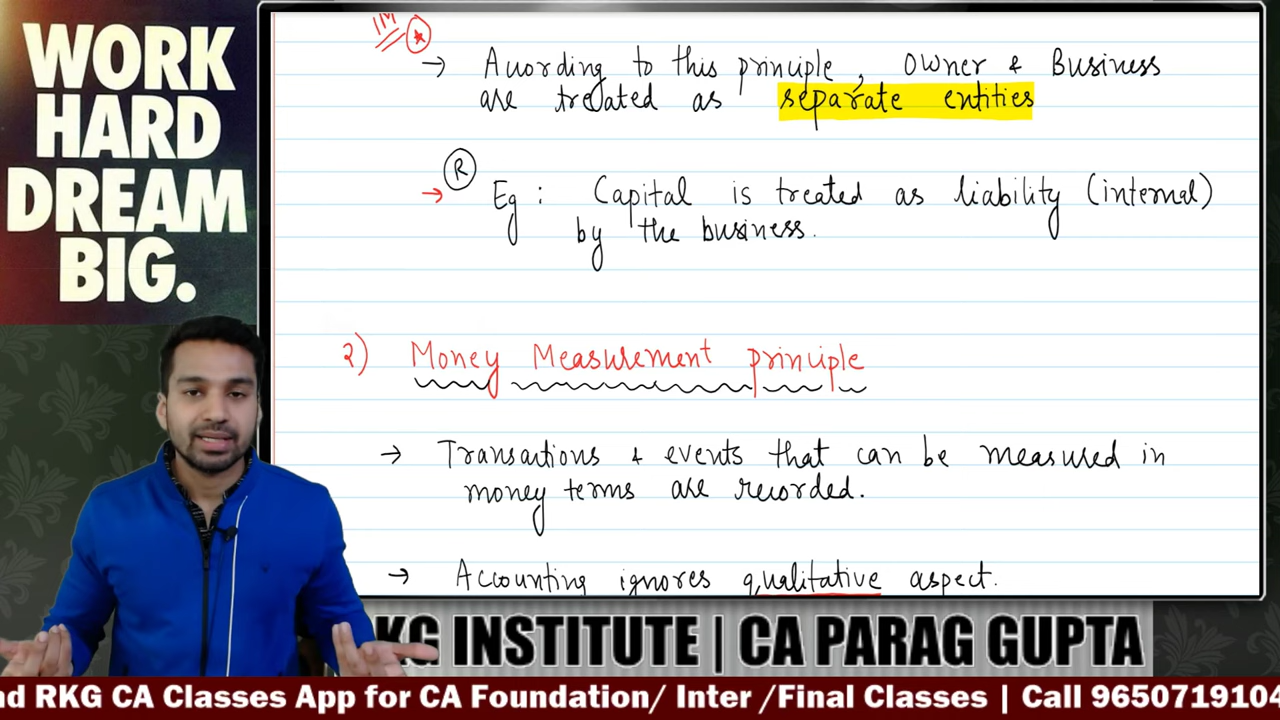 WORK
HARD
DREAM
BIG.
1M
→ According to this principle, Owner & Business
are treated as separate entities
R
→ Eg : Capital is treated as liability (internal)
by the business.
2) Money Measurement principle
→ Transactions & events that can be measured in
money terms are recorded.
→ Accounting ignores qualitative aspect.
KG INSTITUTE | CA PARAG GUPTA
nd RKG CA Classes App for CA Foundation/ Inter /Final Classes | Call 9650719104